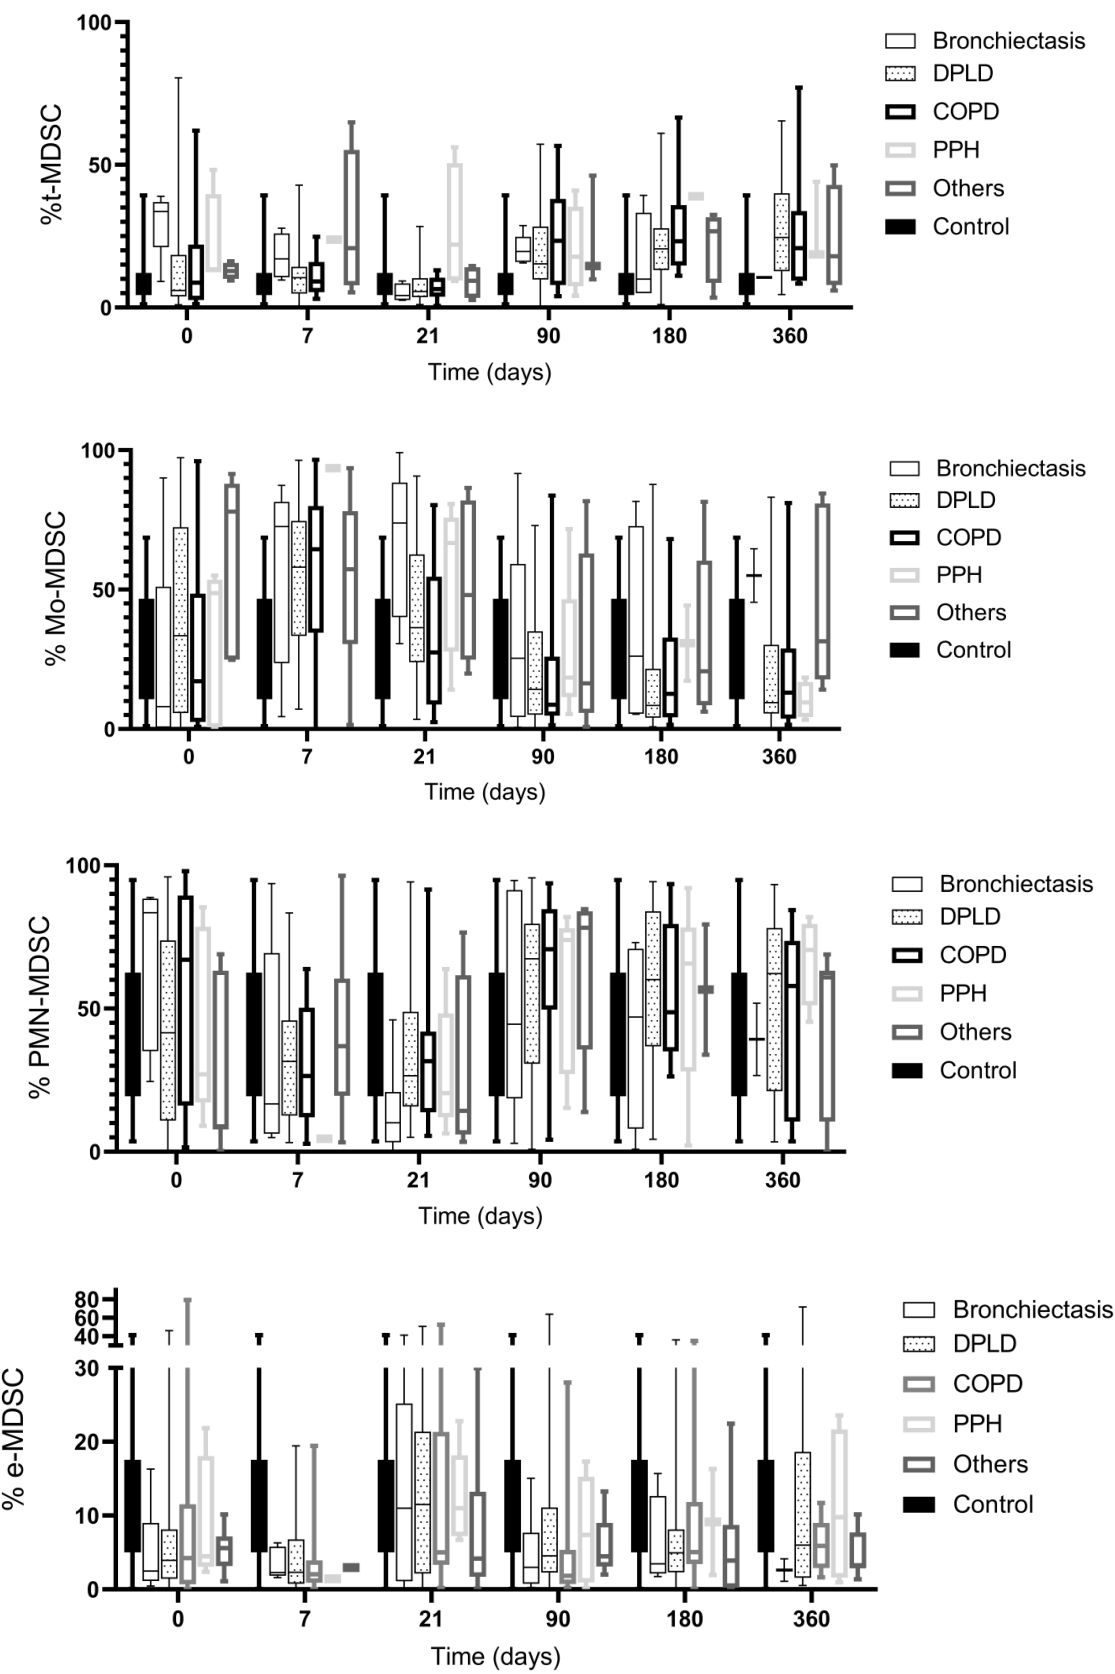 %t-MDSC
100
50
0
0 7 21 90 180 360
Time (days)
Bronchiectasis
DPLD
COPD
PPH
Others
Control
% Mo-MDSC
100
50
0
0 7 21 90 180 360
Time (days)
Bronchiectasis
DPLD
COPD
PPH
Others
Control
% PMN-MDSC
100
50
0
0 7 21 90 180 360
Time (days)
Bronchiectasis
DPLD
COPD
PPH
Others
Control
% e-MDSC
80
60
40
30
20
10
0
0 7 21 90 180 360
Time (days)
Bronchiectasis
DPLD
COPD
PPH
Others
Control